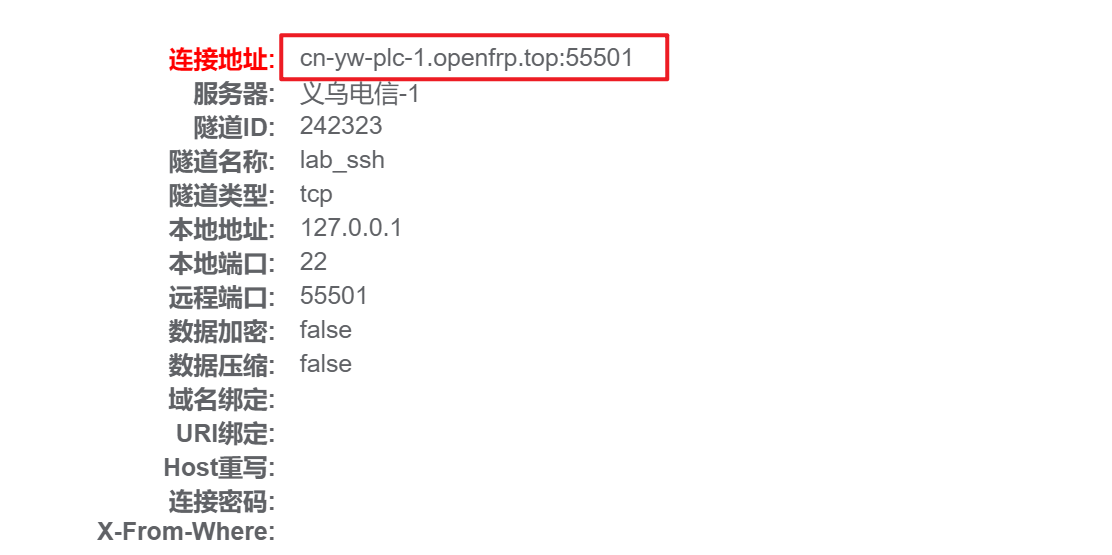 连接地址: cn-yw-plc-1.openfrp.top:55501
服务器: 义乌电信-1
隧道ID: 242323
隧道名称: lab_ssh
隧道类型: tcp
本地地址: 127.0.0.1
本地端口: 22
远程端口: 55501
数据加密: false
数据压缩: false
域名绑定:
URl绑定:
Host重写:
连接密码:
X-From-Where: